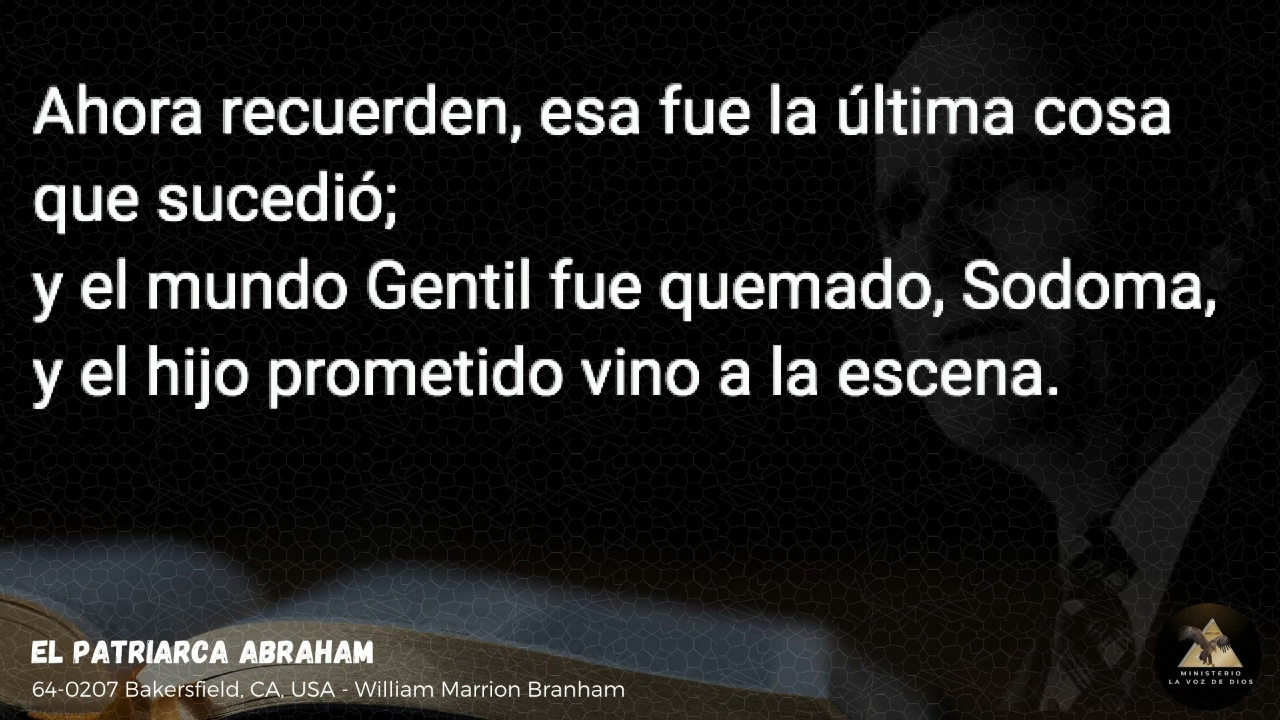 Ahora recuerden, esa fue la última cosa
que sucedió;
y el mundo Gentil fue quemado, Sodoma,
y el hijo prometido vino a la escena.
EL PATRIARCA ABRAHAM
64-0207 Bakersfield, CA, USA - William Marrion Branham
MINISTERIO
LA VOZ DE DIOS